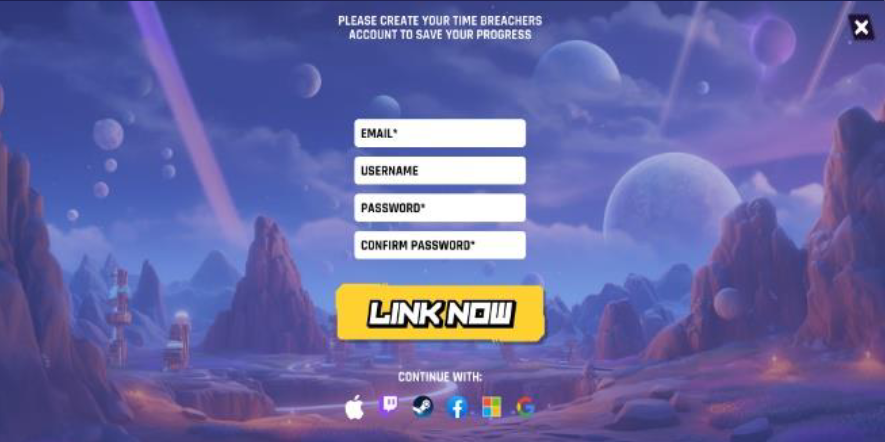 PLEASE CREATE YOUR TIME BREACHERS
ACCOUNT TO SAVE YOUR PROGRESS
EMAIL*
USERNAME
PASSWORD*
CONFIRM PASSWORD*
LINK NOW
CONTINUE WITH: